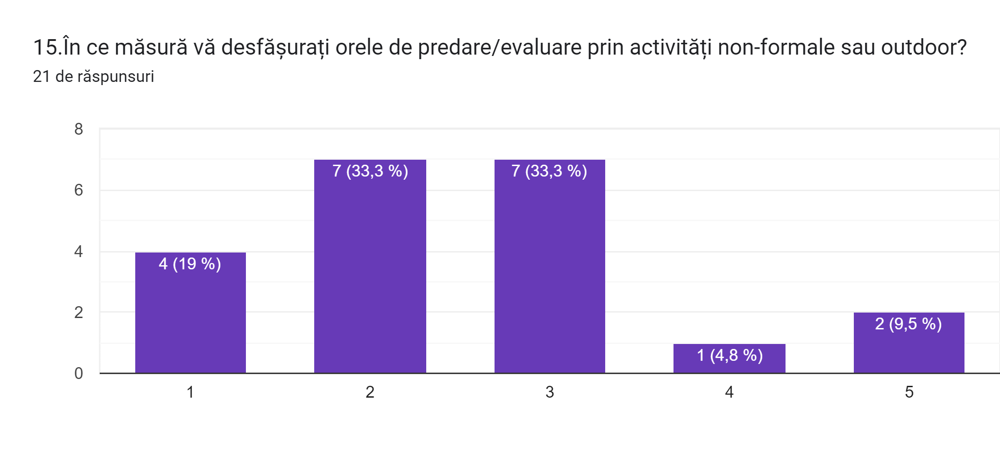 15.În ce măsură vă desfășurați orele de predare/evaluare prin activități non-formale sau outdoor?
21 de răspunsuri
8
6
4
2
0
4 (19 %)
7 (33,3 %)
7 (33,3 %)
1 (4,8 %)
2 (9,5 %)
1 2 3 4 5